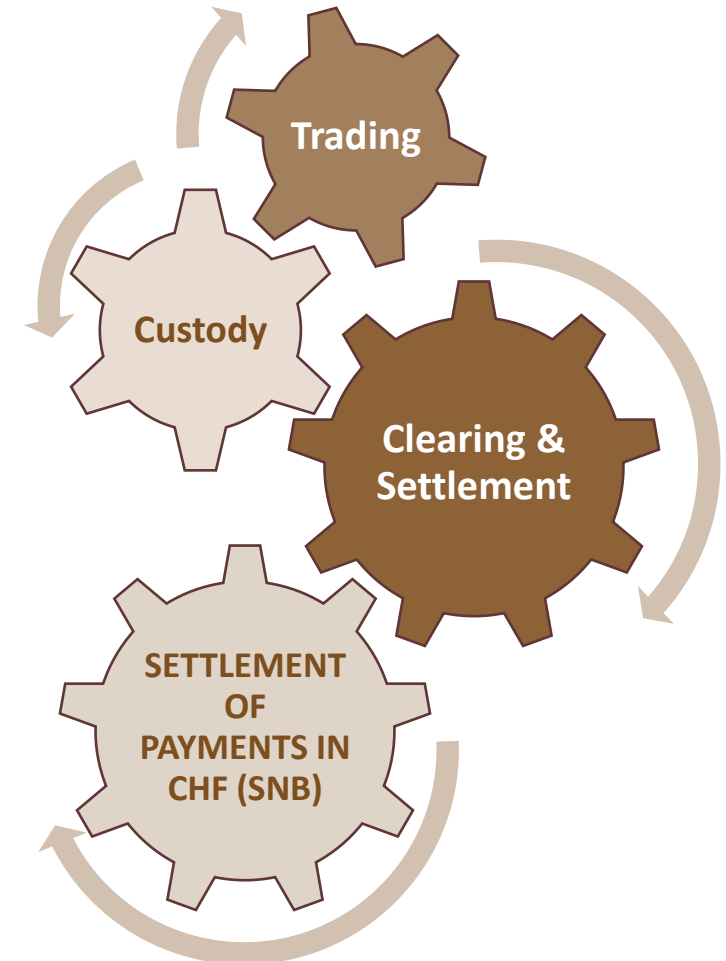 Trading
Custody
Clearing &
Settlement
SETTLEMENT
OF
PAYMENTS IN
CHF (SNB)